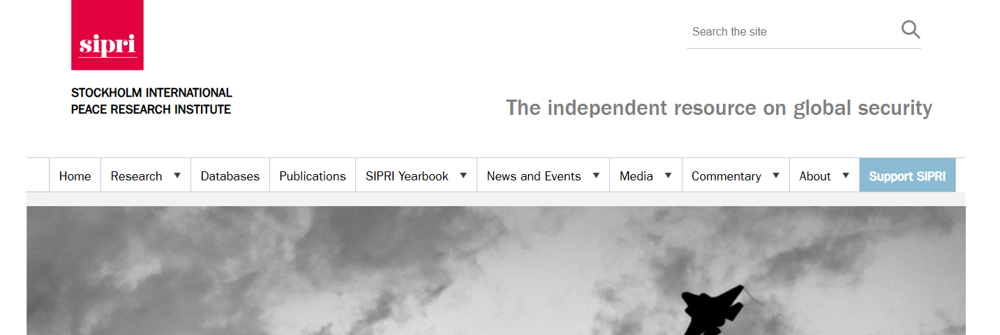 sipri
Search the site
STOCKHOLM INTERNATIONAL
PEACE RESEARCH INSTITUTE
The independent resource on global security
Home Research Databases Publications SIPRI Yearbook News and Events Media Commentary About Support SIPRI